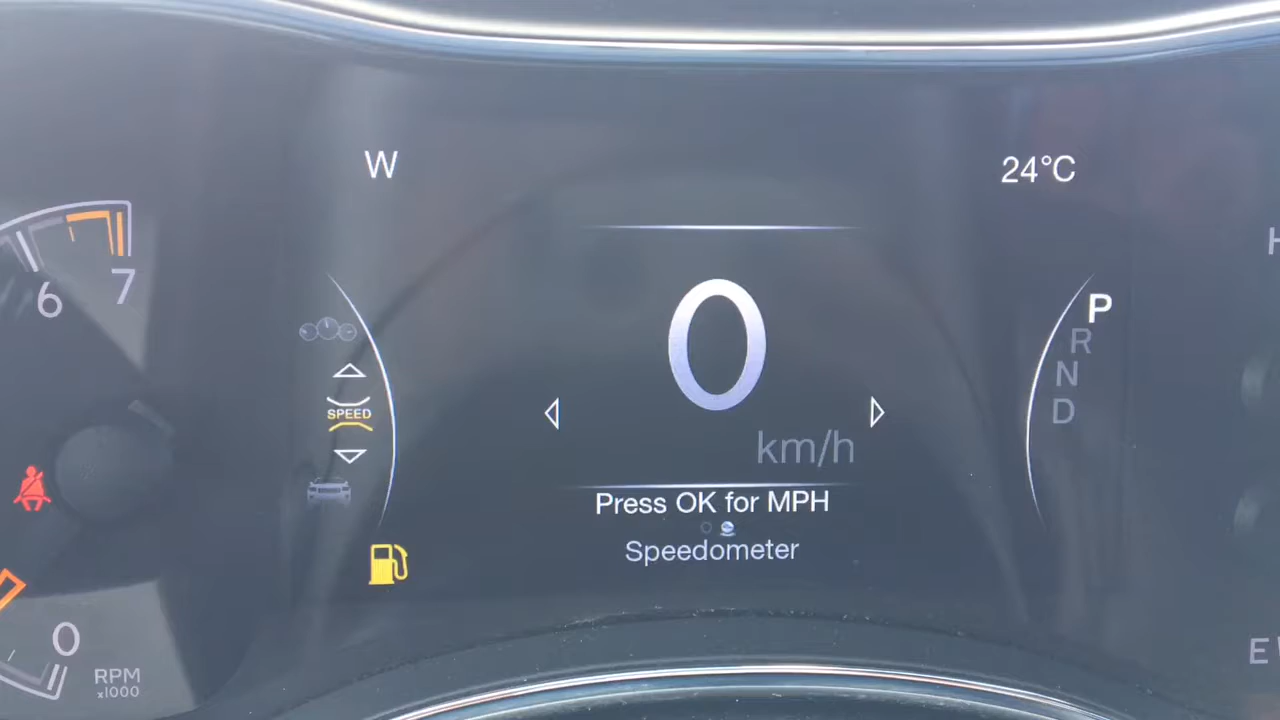 W
24°C
H
6
7
0
P
R
N
D
SPEED
km/h
Press OK for MPH
Speedometer
0
RPM
x1000
E